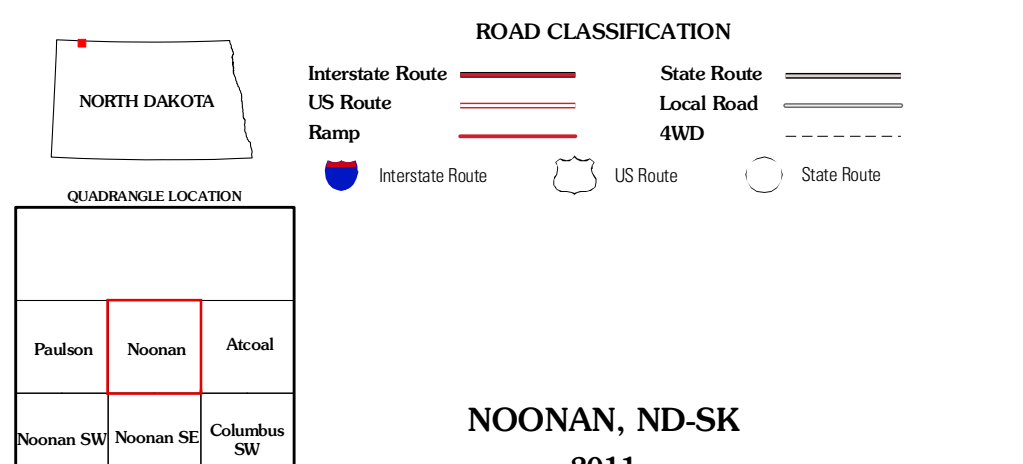 NORTH DAKOTA
QUADRANGLE LOCATION
ROAD CLASSIFICATION
Interstate Route
State Route
US Route
Local Road
Ramp
4WD
Interstate Route
US Route
State Route
Paulson
Noonan
Atcoal
Noonan SW
Noonan SE
Columbus
SW
NOONAN, ND-SK
2011